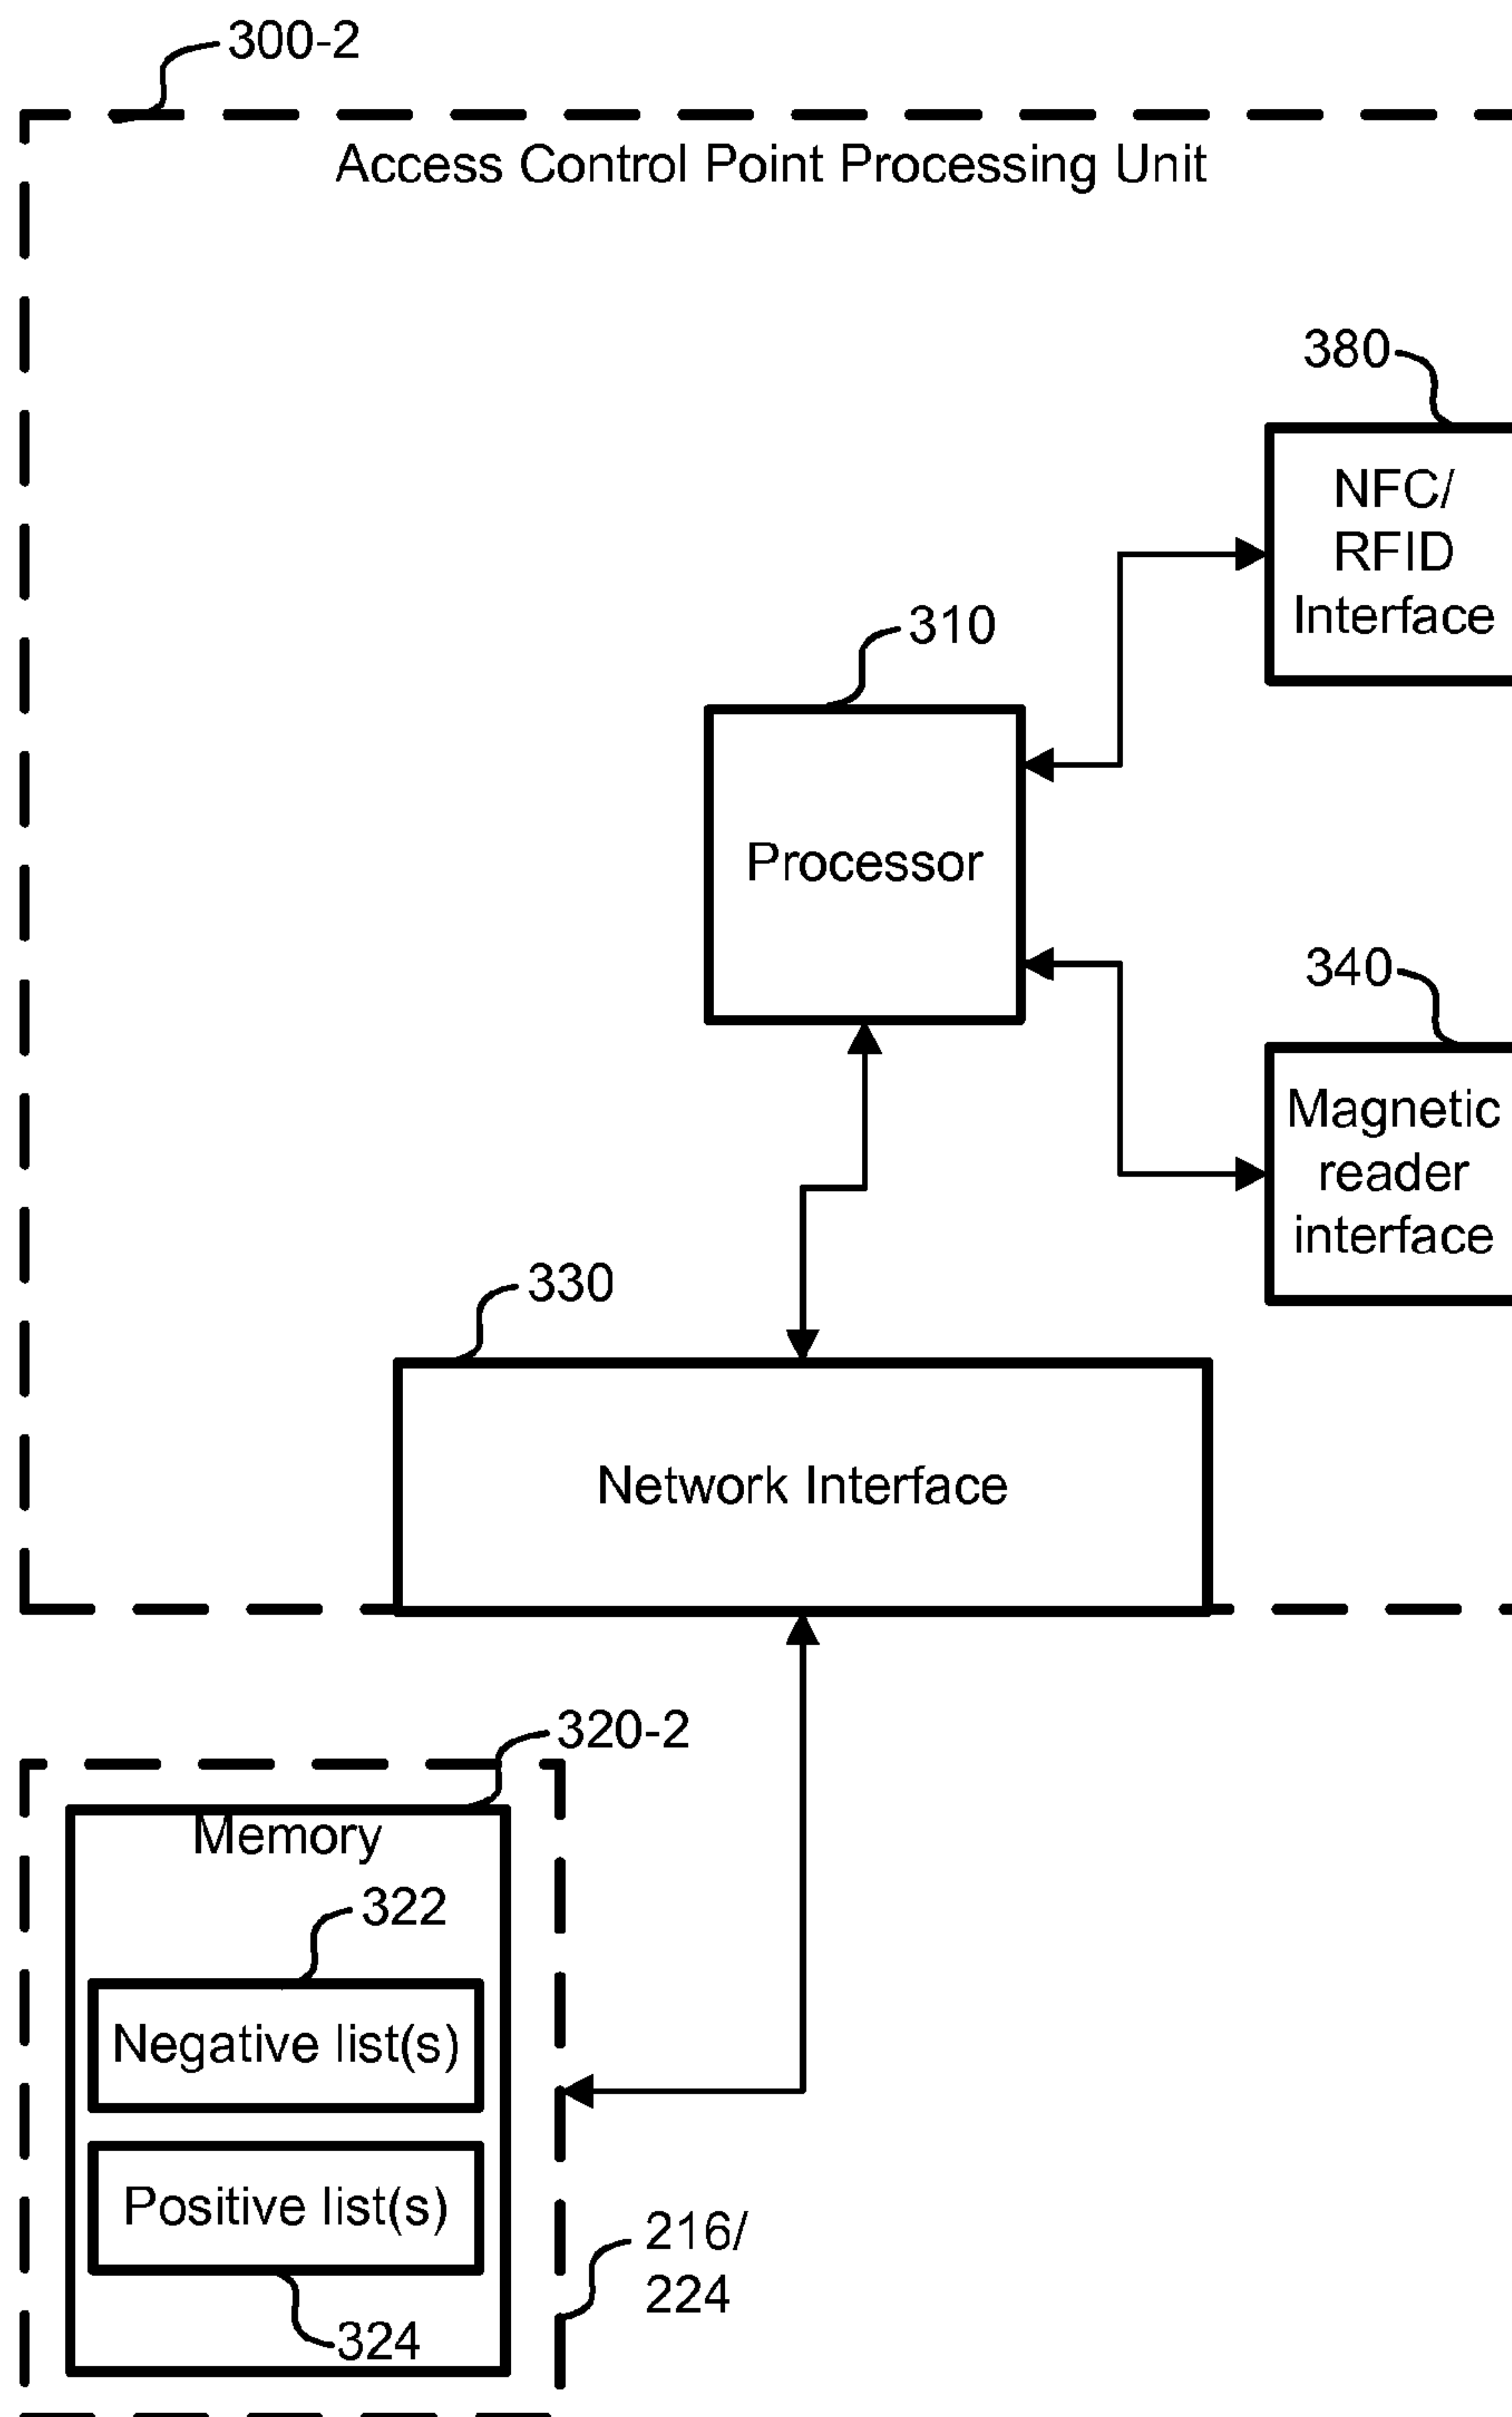 300-2
Access Control Point Processing Unit
380
NFC/
RFID
Interface
310
Processor
340
Magnetic
reader
interface
330
Network Interface
320-2
Memory
322
Negative list(s)
Positive list(s)
324
216/
224